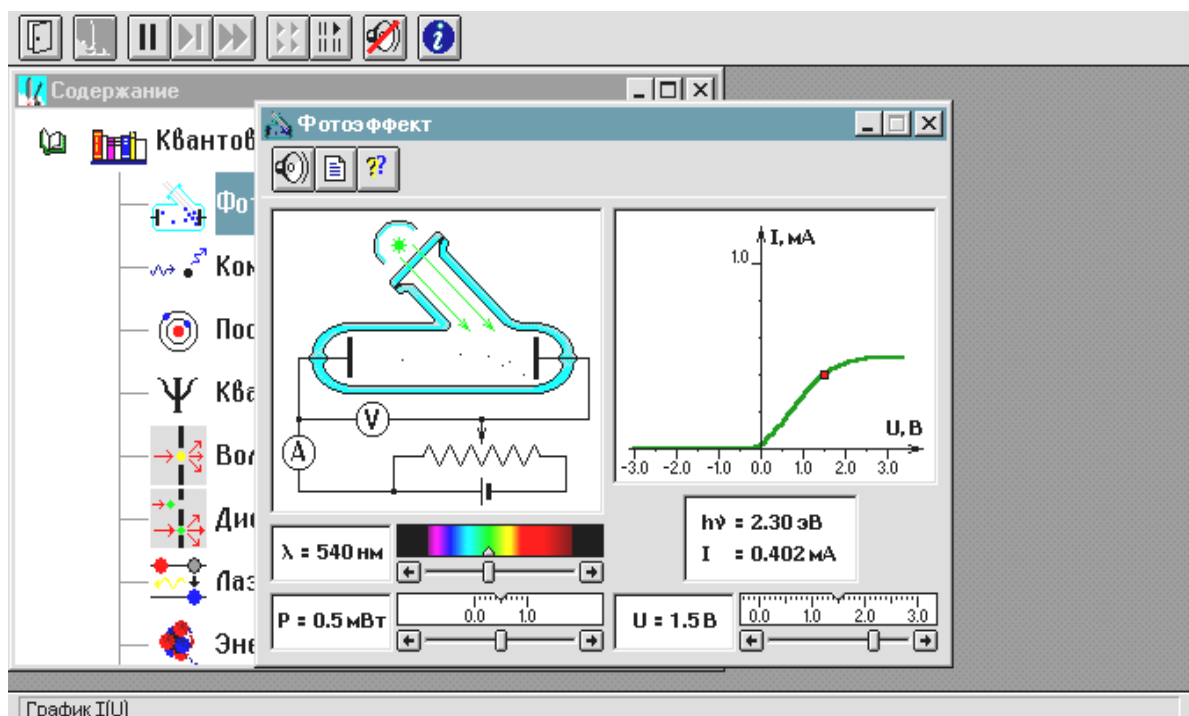 Содержание
Квантов
Фотоэффект
??
Фот
Ком
Пос
Ψ Ква
Вол
Диф
Лаз
Эне
V
A
I, мА
1.0
U, В
-3.0 -2.0 -1.0 0.0 1.0 2.0 3.0
hν = 2.30 эВ
I = 0.402 мА
λ = 540 нм
P = 0.5 мВт
0.0 1.0
U = 1.5 В
0.0 1.0 2.0 3.0
График I(U)